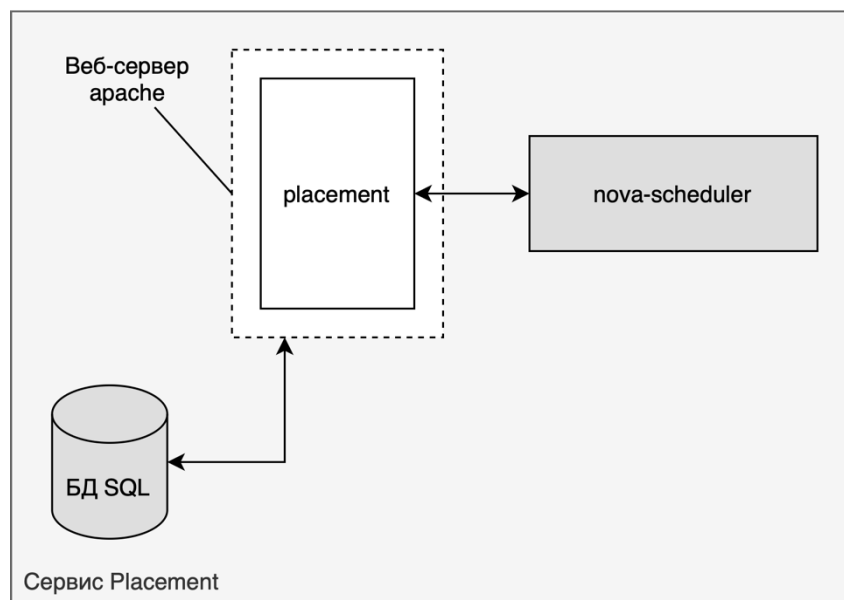 Веб-сервер
apache
placement
nova-scheduler
БД SQL
Сервис Placement